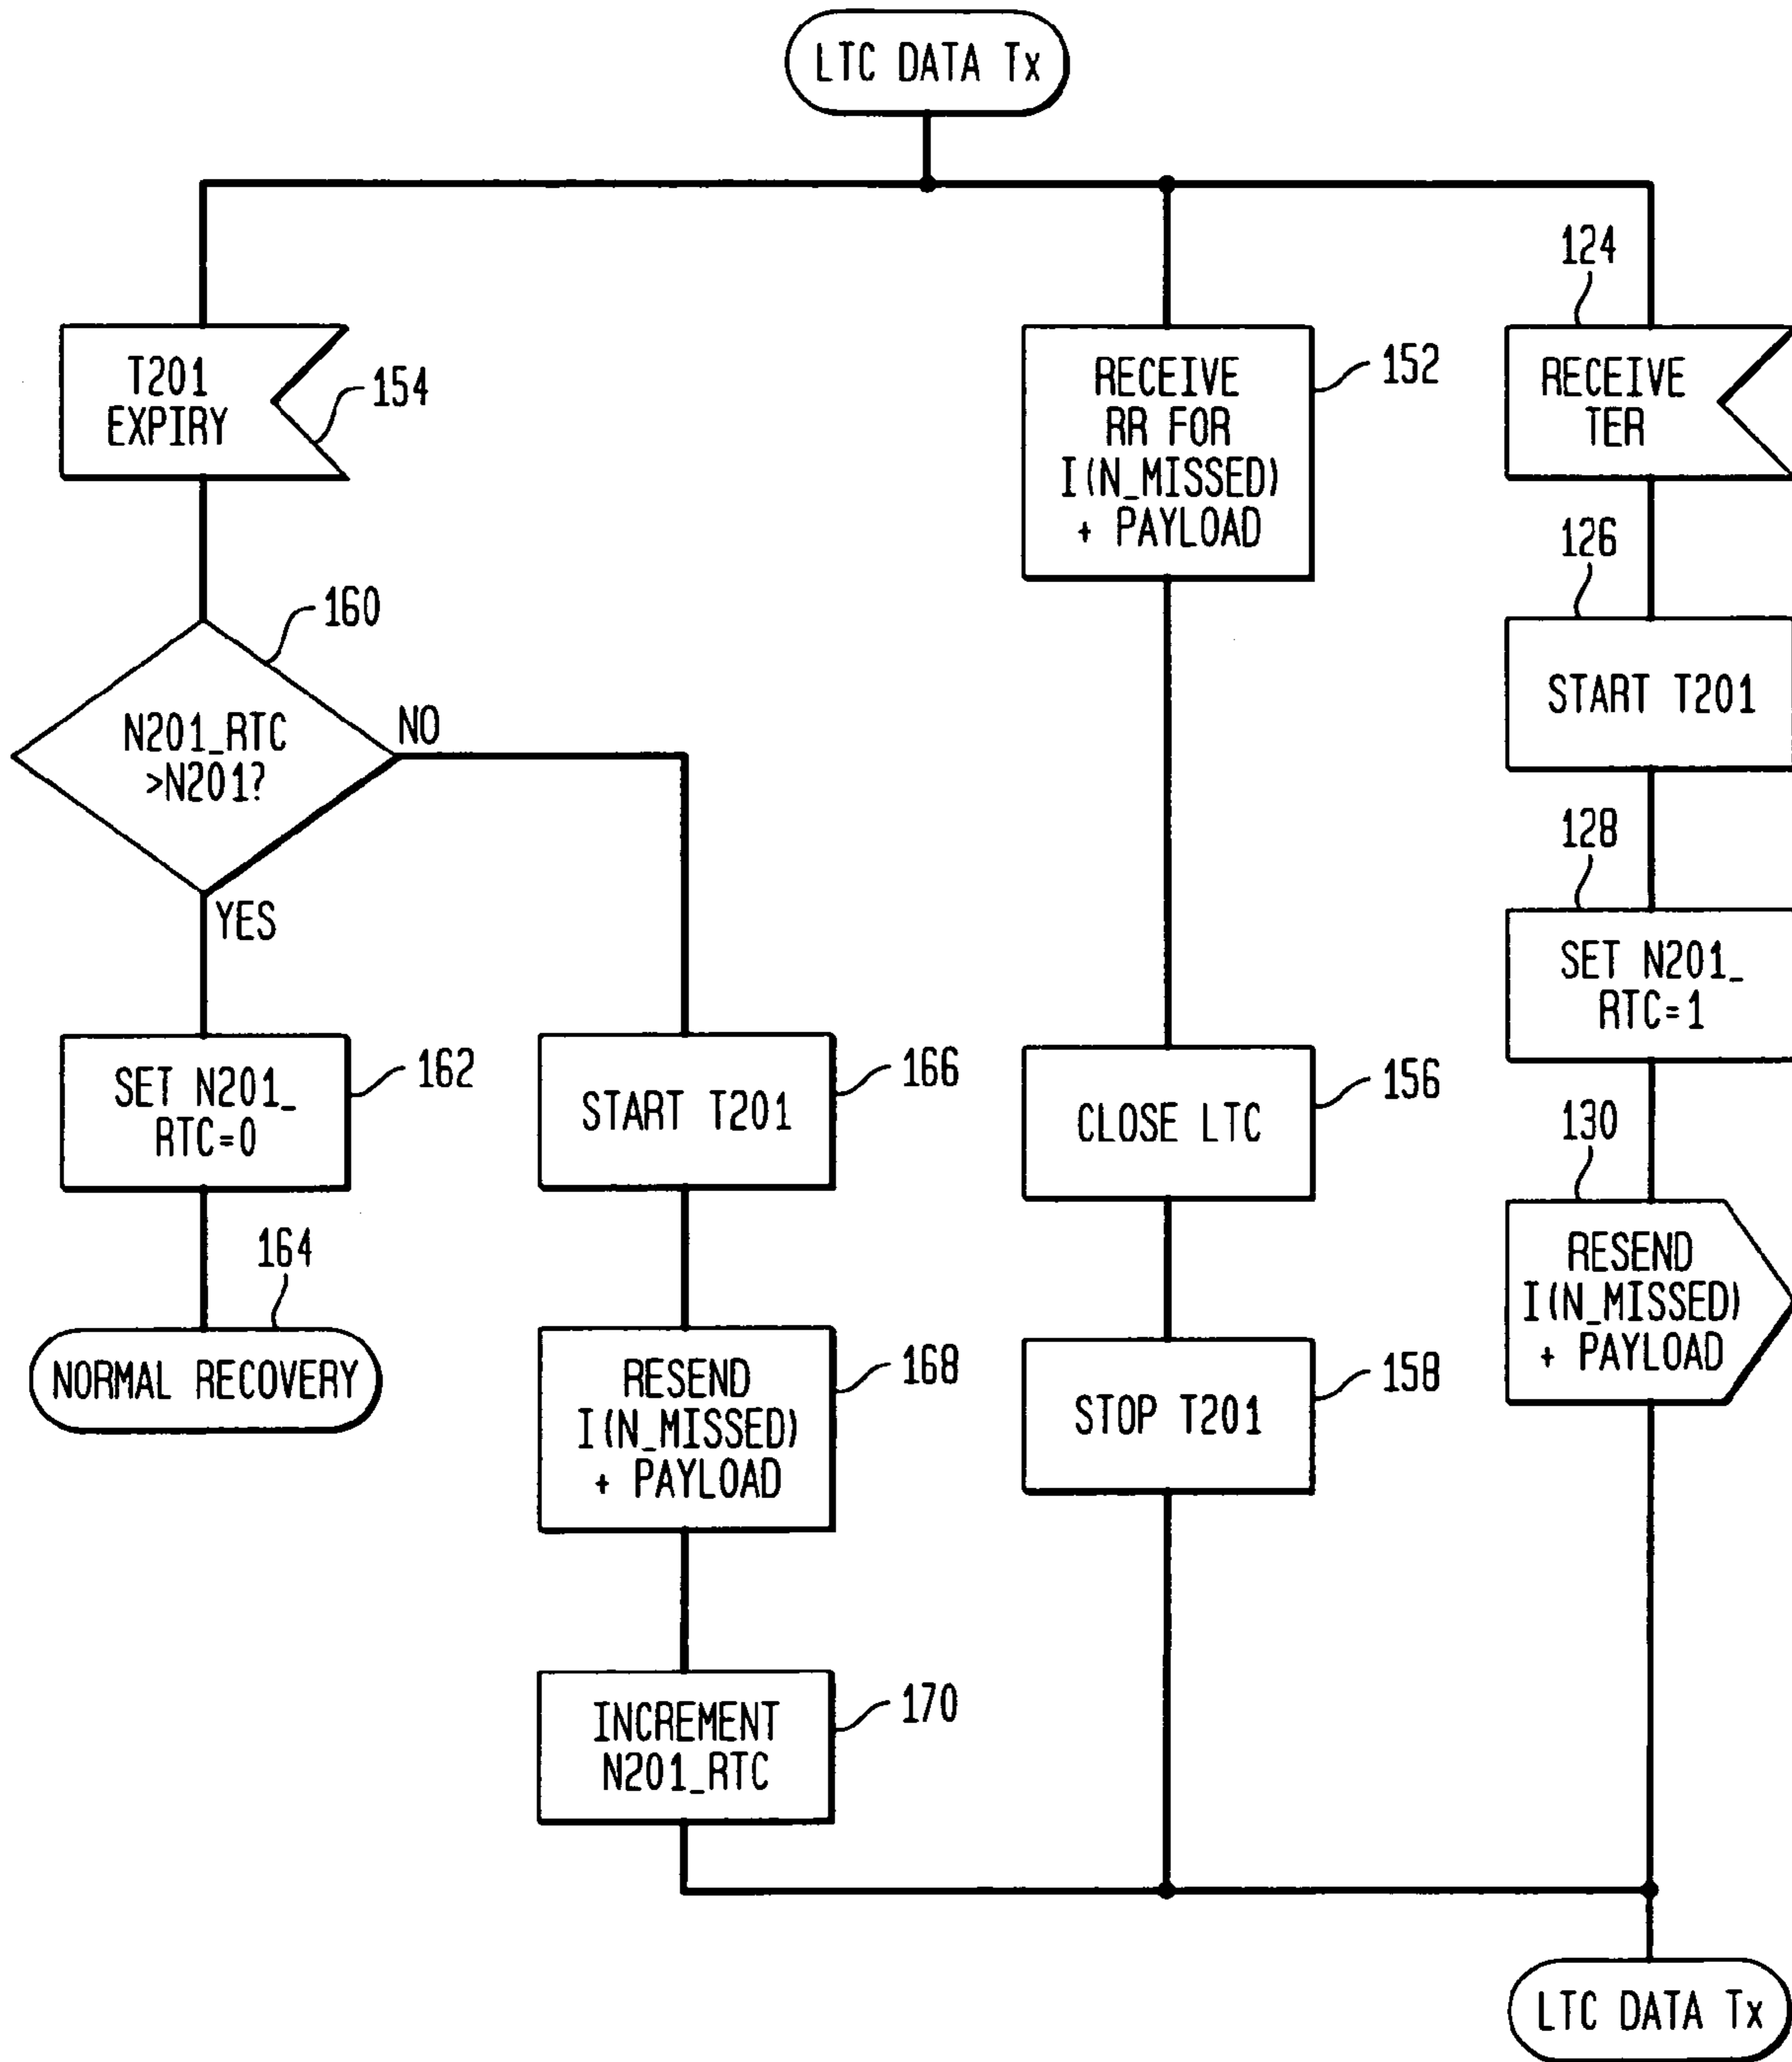 LTC DATA Tx
T201
EXPIRY
154
N201_RTC
>N201?
160
NO
YES
SET N201_
RTC=0
162
164
NORMAL RECOVERY
START T201
166
RESEND
I(N_MISSED)
+ PAYLOAD
168
INCREMENT
N201_RTC
170
RECEIVE
RR FOR
I(N_MISSED)
+ PAYLOAD
152
CLOSE LTC
156
STOP T201
158
124
RECEIVE
TER
126
START T201
128
SET N201_
RTC=1
130
RESEND
I(N_MISSED)
+ PAYLOAD
LTC DATA Tx